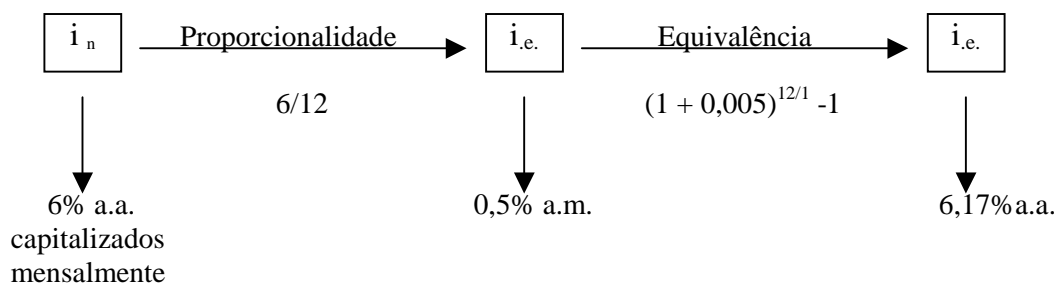 i n Proporcionalidade i.e. Equivalência i.e.
6/12 (1 + 0,005)^12/1 -1
6% a.a. 0,5% a.m. 6,17%a.a.
capitalizados
mensalmente